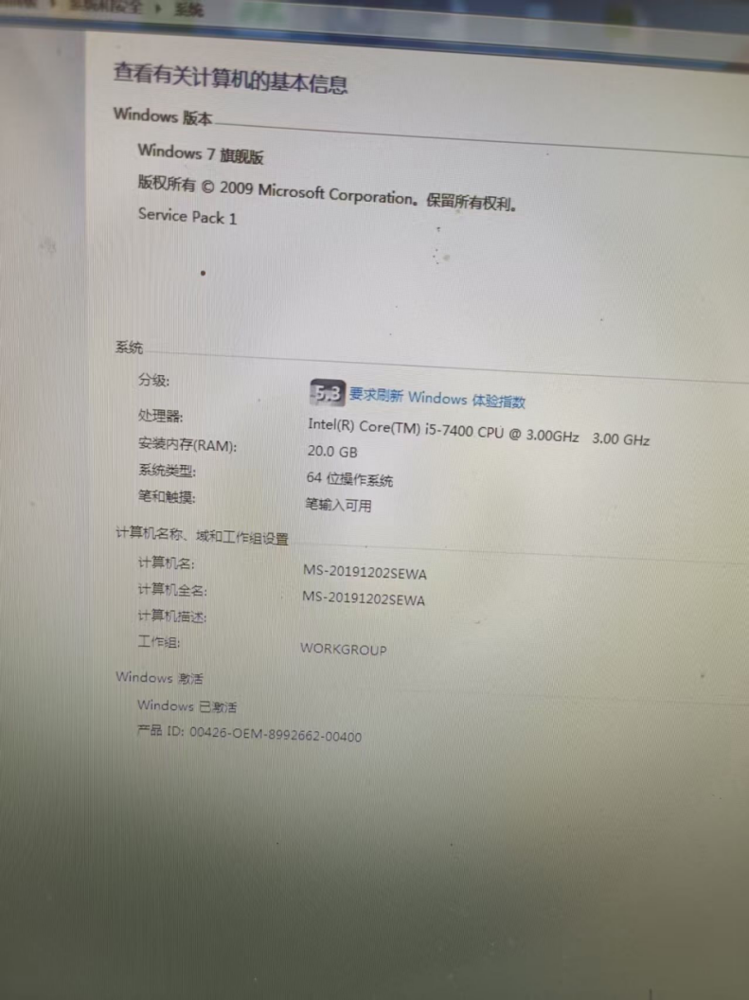 系统和安全 ▸ 系统
查看有关计算机的基本信息
Windows 版本
Windows 7 旗舰版
版权所有 © 2009 Microsoft Corporation。保留所有权利。
Service Pack 1
系统
分级: 5.3 要求刷新 Windows 体验指数
处理器: Intel(R) Core(TM) i5-7400 CPU @ 3.00GHz 3.00 GHz
安装内存(RAM): 20.0 GB
系统类型: 64 位操作系统
笔和触摸: 笔输入可用
计算机名称、域和工作组设置
计算机名: MS-20191202SEWA
计算机全名: MS-20191202SEWA
计算机描述:
工作组: WORKGROUP
Windows 激活
Windows 已激活
产品 ID: 00426-OEM-8992662-00400